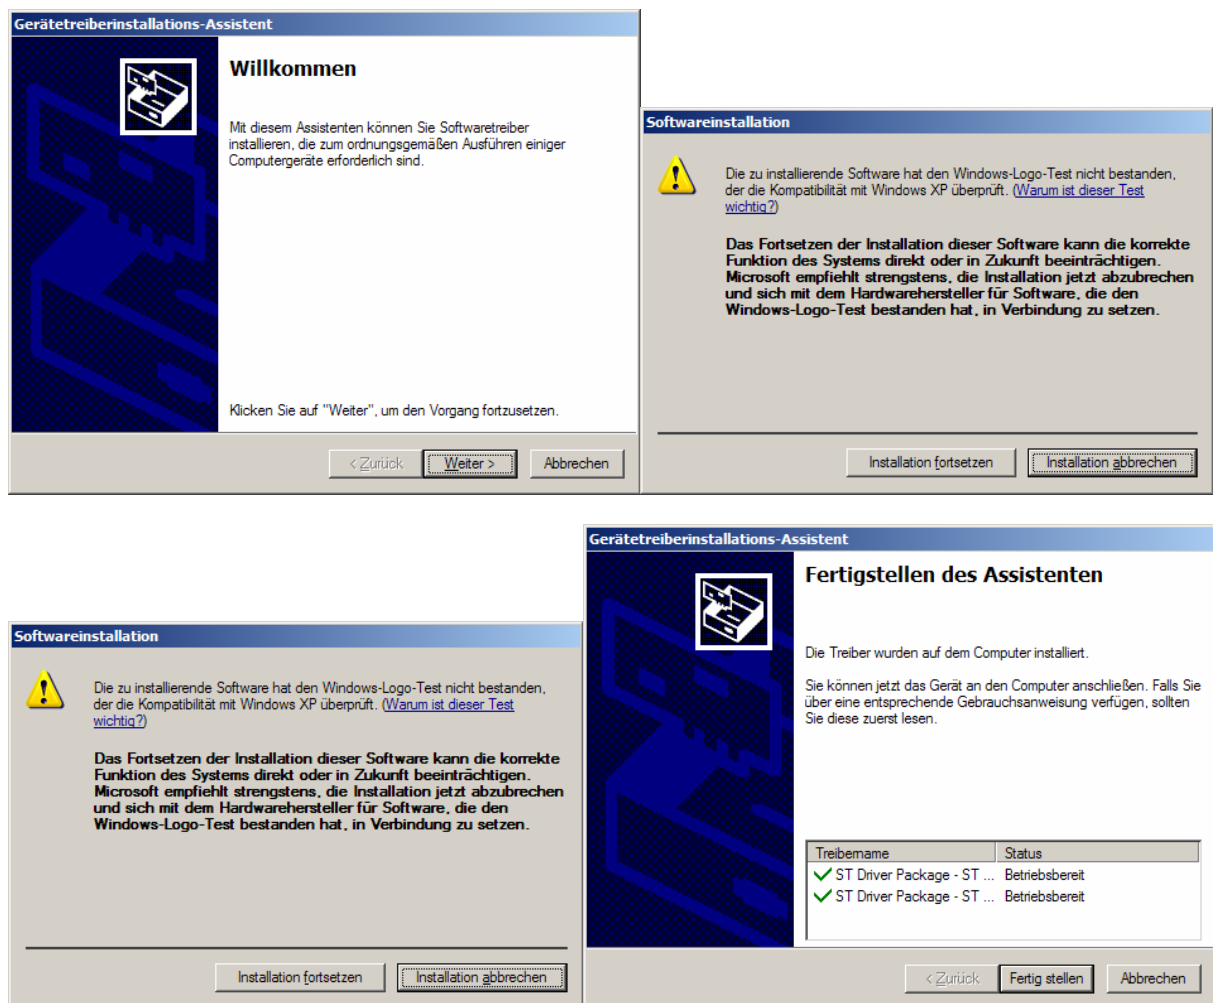 Gerätetreiberinstallations-Assistent
Willkommen
Mit diesem Assistenten können Sie Softwaretreiber
installieren, die zum ordnungsgemäßen Ausführen einiger
Computergeräte erforderlich sind.
Klicken Sie auf "Weiter", um den Vorgang fortzusetzen.
< Zurück
Weiter >
Abbrechen
Softwareinstallation
Die zu installierende Software hat den Windows-Logo-Test nicht bestanden,
der die Kompatibilität mit Windows XP überprüft. (Warum ist dieser Test
wichtig?)
Das Fortsetzen der Installation dieser Software kann die korrekte
Funktion des Systems direkt oder in Zukunft beeinträchtigen.
Microsoft empfiehlt strengstens, die Installation jetzt abzubrechen
und sich mit dem Hardwarehersteller für Software, die den
Windows-Logo-Test bestanden hat, in Verbindung zu setzen.
Installation fortsetzen
Installation abbrechen
Softwareinstallation
Die zu installierende Software hat den Windows-Logo-Test nicht bestanden,
der die Kompatibilität mit Windows XP überprüft. (Warum ist dieser Test
wichtig?)
Das Fortsetzen der Installation dieser Software kann die korrekte
Funktion des Systems direkt oder in Zukunft beeinträchtigen.
Microsoft empfiehlt strengstens, die Installation jetzt abzubrechen
und sich mit dem Hardwarehersteller für Software, die den
Windows-Logo-Test bestanden hat, in Verbindung zu setzen.
Installation fortsetzen
Installation abbrechen
Gerätetreiberinstallations-Assistent
Fertigstellen des Assistenten
Die Treiber wurden auf dem Computer installiert.
Sie können jetzt das Gerät an den Computer anschließen. Falls Sie
über eine entsprechende Gebrauchsanweisung verfügen, sollten
Sie diese zuerst lesen.
Treibername Status
ST Driver Package - ST ... Betriebsbereit
ST Driver Package - ST ... Betriebsbereit
< Zurück
Fertig stellen
Abbrechen